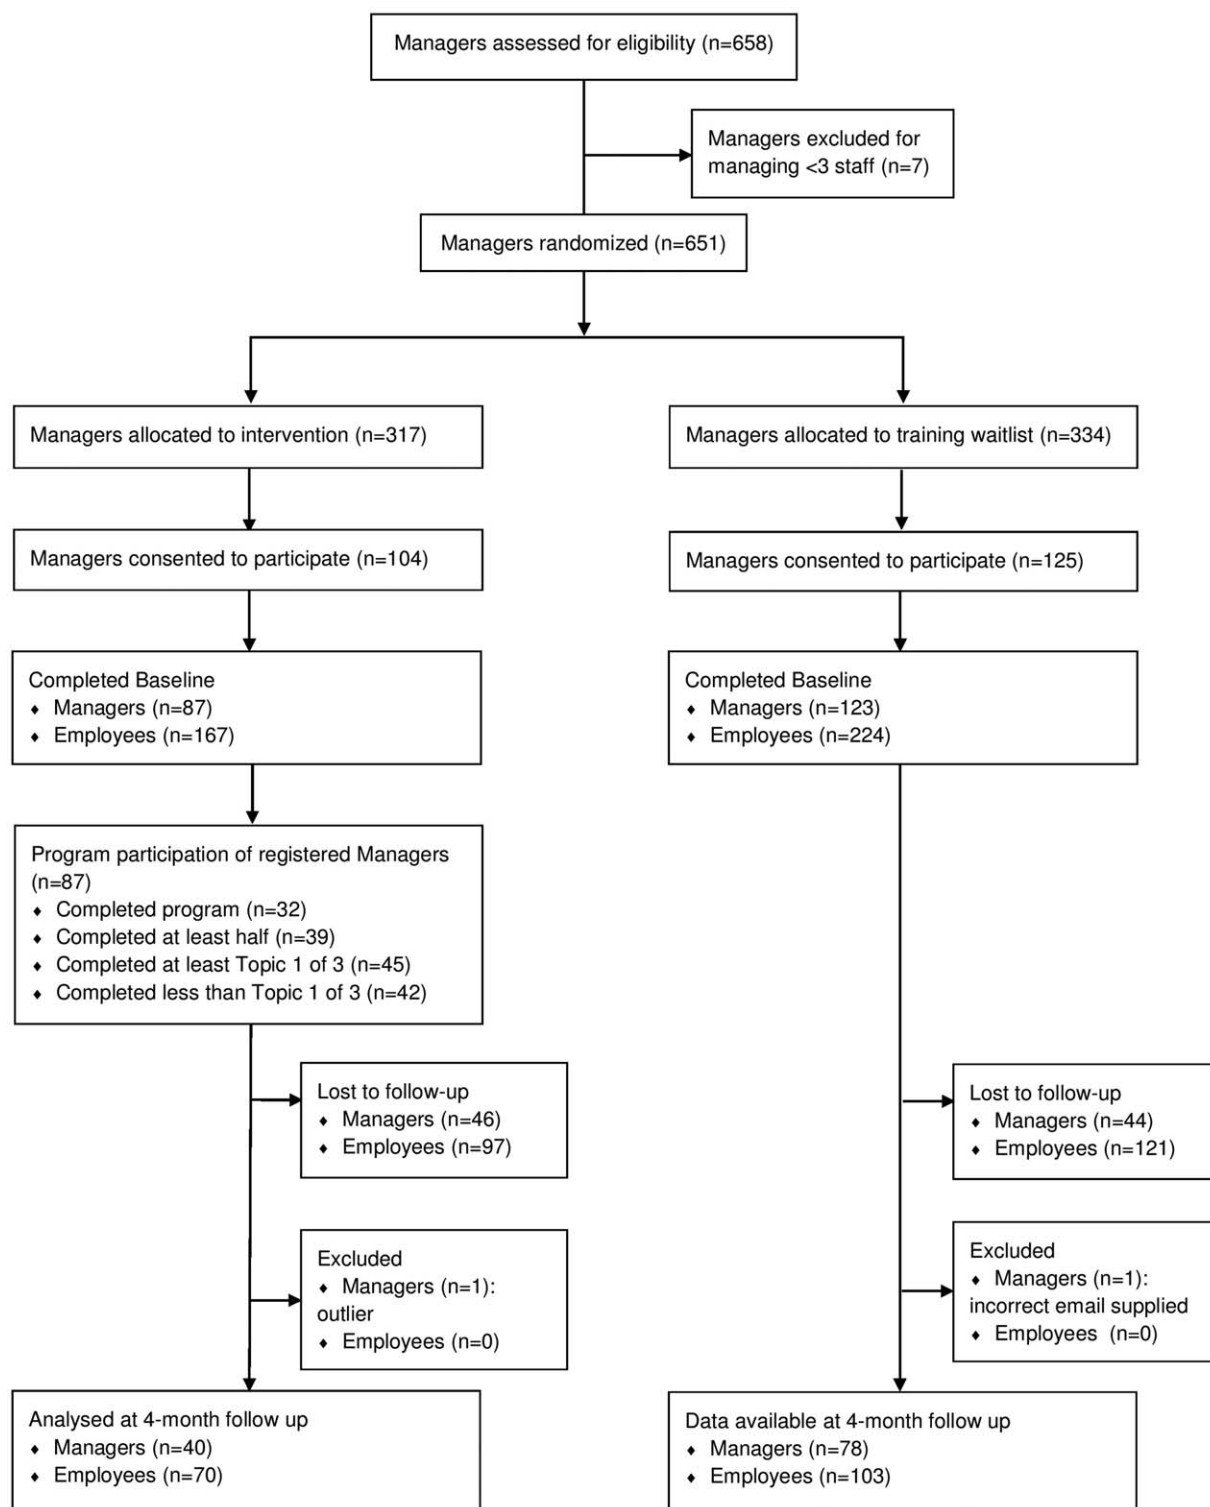 Managers assessed for eligibility (n=658)
Managers excluded for
managing <3 staff (n=7)
Managers randomized (n=651)
Managers allocated to intervention (n=317)
Managers allocated to training waitlist (n=334)
Managers consented to participate (n=104)
Managers consented to participate (n=125)
Completed Baseline
♦ Managers (n=87)
♦ Employees (n=167)
Completed Baseline
♦ Managers (n=123)
♦ Employees (n=224)
Program participation of registered Managers
(n=87)
♦ Completed program (n=32)
♦ Completed at least half (n=39)
♦ Completed at least Topic 1 of 3 (n=45)
♦ Completed less than Topic 1 of 3 (n=42)
Lost to follow-up
♦ Managers (n=46)
♦ Employees (n=97)
Lost to follow-up
♦ Managers (n=44)
♦ Employees (n=121)
Excluded
♦ Managers (n=1):
outlier
♦ Employees (n=0)
Excluded
♦ Managers (n=1):
incorrect email supplied
♦ Employees (n=0)
Analysed at 4-month follow up
♦ Managers (n=40)
♦ Employees (n=70)
Data available at 4-month follow up
♦ Managers (n=78)
♦ Employees (n=103)